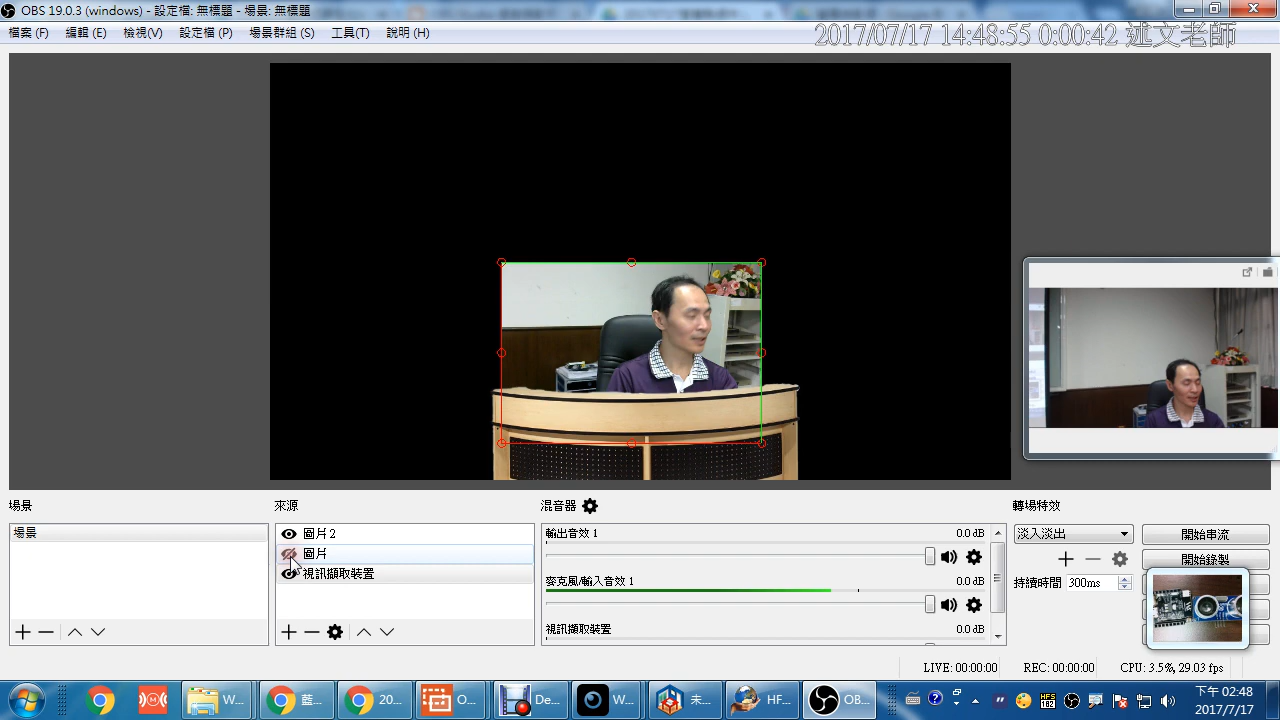 OBS 19.0.3 (windows) - 設定檔: 無標題 - 場景: 無標題
檔案 (F) 編輯 (E) 檢視(V) 設定檔 (P) 場景群組 (S) 工具(T) 說明 (H)
2017/07/17 14:48:55 0:00:42 述文老師
場景
場景
來源
圖片 2
圖片
視訊擷取裝置
混音器
輸出音效 1 0.0 dB
麥克風/輸入音效 1 0.0 dB
視訊擷取裝置 0.0 dB
轉場特效
淡入淡出
持續時間 300ms
開始串流
開始錄製
LIVE: 00:00:00 REC: 00:00:00 CPU: 3.5%, 29.03 fps
W... 藍... 20... O... De... W... 未... HF... OB...
HFS 182
下午 02:48
2017/7/17